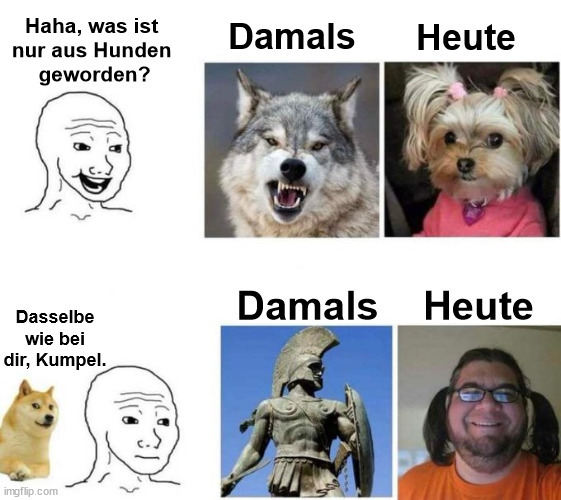 Haha, was ist
nur aus Hunden
geworden?
Damals
Heute
Damals
Heute
Dasselbe
wie bei
dir, Kumpel.
imgflip.com